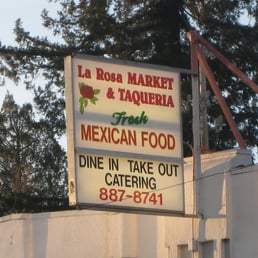 La Rosa MARKET
& TAQUERIA
Fresh
MEXICAN FOOD
DINE IN TAKE OUT
CATERING
887-8741